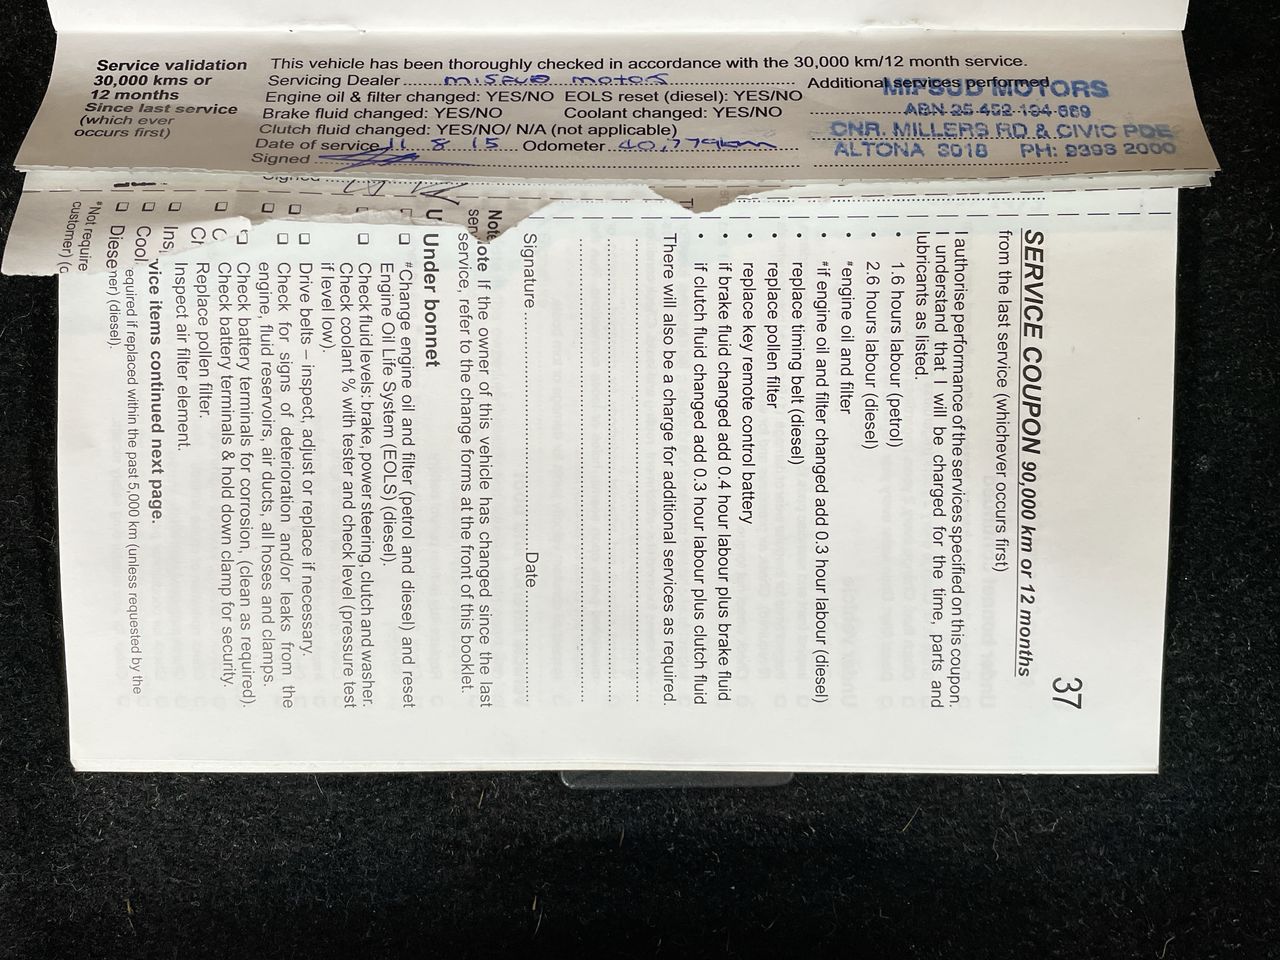 Service validation
30,000 kms or
12 months
Since last service
(which ever
occurs first)
This vehicle has been thoroughly checked in accordance with the 30,000 km/12 month service.
Servicing Dealer motors
Additional services performed
Engine oil & filter changed: YES/NO EOLS reset (diesel): YES/NO
Brake fluid changed: YES/NO Coolant changed: YES/NO
Clutch fluid changed: YES/NO/ N/A (not applicable)
Date of service 11 8 15 Odometer 40,779km
Signed
MIFSUD MOTORS
ABN 25 452 194 669
CNR. MILLERS RD & CIVIC PDE
ALTONA 3018 PH: 9398 2000
Signed
37
SERVICE COUPON 90,000 km or 12 months
from the last service (whichever occurs first)
I authorise performance of the services specified on this coupon.
I understand that I will be charged for the time, parts and
lubricants as listed.
• 1.6 hours labour (petrol)
• 2.6 hours labour (diesel)
#engine oil and filter
#if engine oil and filter changed add 0.3 hour labour (diesel)
• replace timing belt (diesel)
• replace pollen filter
• replace key remote control battery
• if brake fluid changed add 0.4 hour labour plus brake fluid
• if clutch fluid changed add 0.3 hour labour plus clutch fluid
There will also be a charge for additional services as required.
Signature Date
Note If the owner of this vehicle has changed since the last
service, refer to the change forms at the front of this booklet.
Under bonnet
#Change engine oil and filter (petrol and diesel) and reset
Engine Oil Life System (EOLS) (diesel).
Check fluid levels: brake, power steering, clutch and washer.
Check coolant % with tester and check level (pressure test
if level low).
Drive belts – inspect, adjust or replace if necessary.
Check for signs of deterioration and/or leaks from the
engine, fluid reservoirs, air ducts, all hoses and clamps.
Check battery terminals for corrosion, (clean as required).
Check battery terminals & hold down clamp for security.
Replace pollen filter.
Inspect air filter element.
vice items continued next page.
equired if replaced within the past 5,000 km (unless requested by the
mer) (diesel).
Note
sen
U
T
C
Ch
Ins
Cool
Diese
#Not require
customer) (d